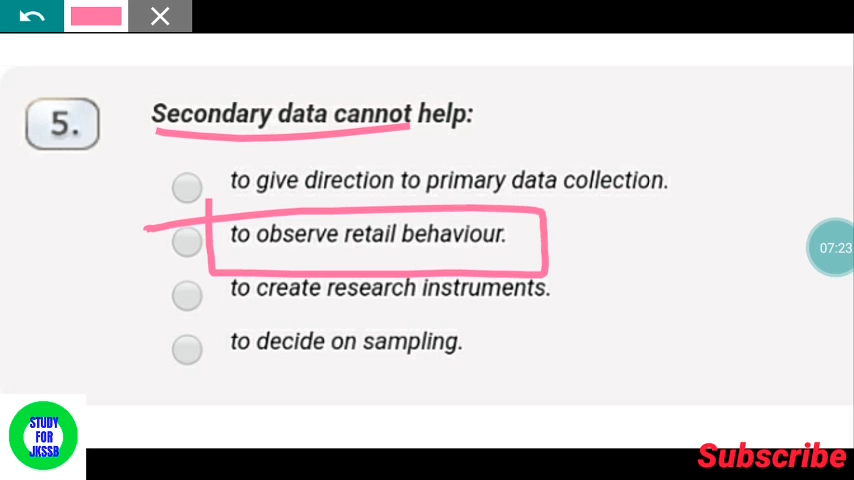 5.
Secondary data cannot help:
to give direction to primary data collection.
to observe retail behaviour.
to create research instruments.
to decide on sampling.
07:23
STUDY
FOR
JKSSB
Subscribe